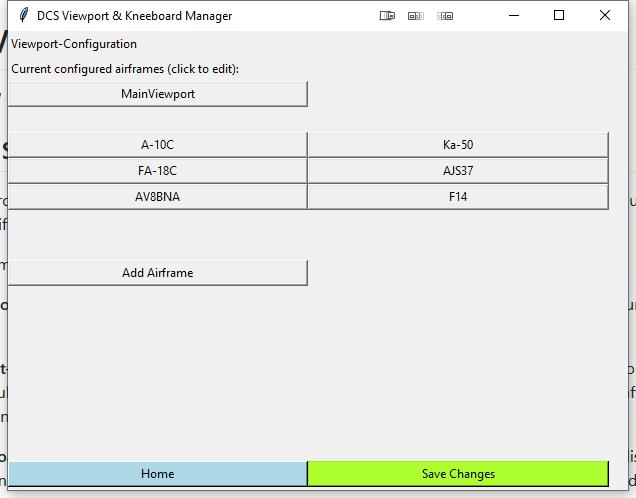 DCS Viewport & Kneeboard Manager
Viewport-Configuration
Current configured airframes (click to edit):
MainViewport
A-10C Ka-50
FA-18C AJS37
AV8BNA F14
Add Airframe
Home Save Changes